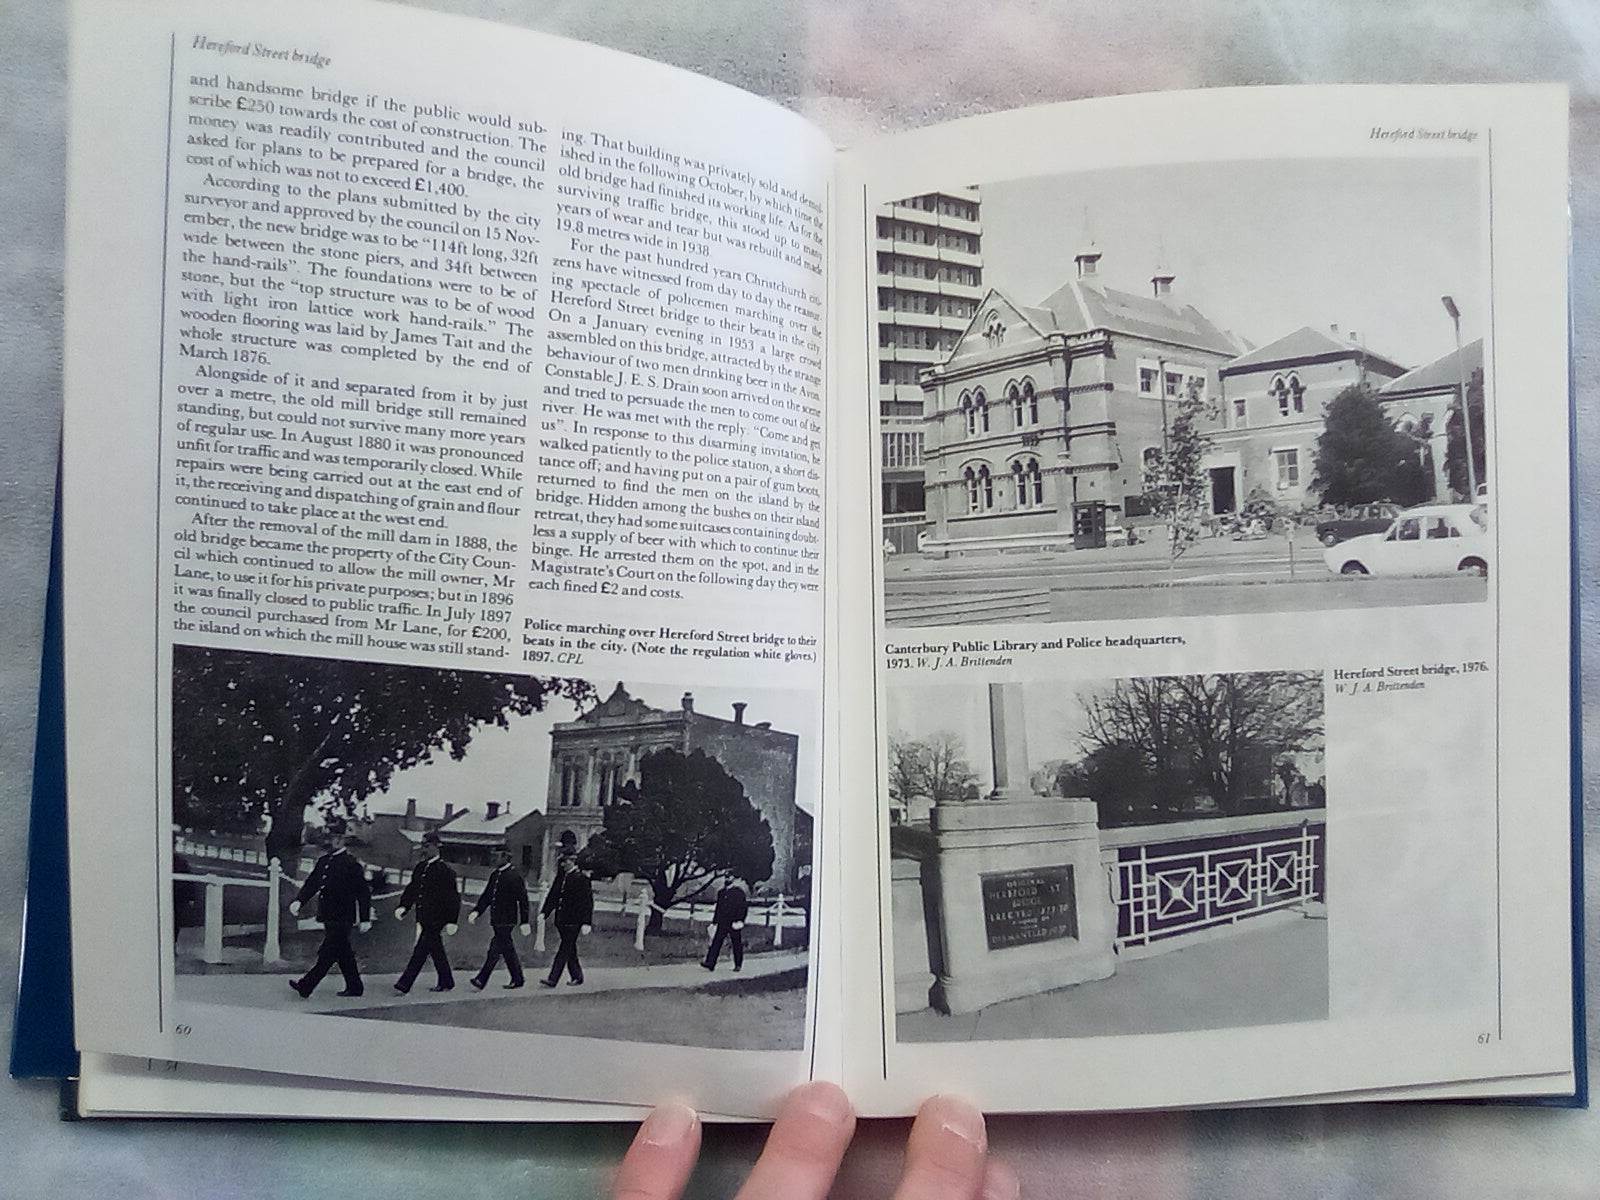 Hereford Street bridge
and handsome bridge if the public would sub-
scribe £250 towards the cost of construction. The
money was readily contributed and the council
asked for plans to be prepared for a bridge, the
cost of which was not to exceed £1,400.
According to the plans submitted by the city
surveyor and approved by the council on 15 Nov-
ember, the new bridge was to be "114ft long, 32ft
wide between the stone piers, and 34ft between
the hand-rails". The foundations were to be of
stone, but the "top structure was to be of wood
with light iron lattice work hand-rails." The
wooden flooring was laid by James Tait and the
whole structure was completed by the end of
March 1876.
Alongside of it and separated from it by just
over a metre, the old mill bridge still remained
standing, but could not survive many more years
of regular use. In August 1880 it was pronounced
unfit for traffic and was temporarily closed. While
repairs were being carried out at the east end of
it, the receiving and dispatching of grain and flour
continued to take place at the west end.
After the removal of the mill dam in 1888, the
old bridge became the property of the City Coun-
cil which continued to allow the mill owner, Mr
Lane, to use it for his private purposes; but in 1896
it was finally closed to public traffic. In July 1897
the council purchased from Mr Lane, for £200,
the island on which the mill house was still stand-
ing. That building was privately sold and demol-
ished in the following October, by which time the
old bridge had finished its working life. As for the
surviving traffic bridge, this stood up to many
years of wear and tear but was rebuilt and made
19.8 metres wide in 1938.
For the past hundred years Christchurch citi-
zens have witnessed from day to day the reassur-
ing spectacle of policemen marching over the
Hereford Street bridge to their beats in the city
On a January evening in 1953 a large crowd
assembled on this bridge, attracted by the strange
behaviour of two men drinking beer in the Avon.
Constable J. E. S. Drain soon arrived on the scene
and tried to persuade the men to come out of the
river. He was met with the reply: "Come and get
us". In response to this disarming invitation, he
walked patiently to the police station, a short dis-
tance off; and having put on a pair of gum boots,
returned to find the men on the island by the
bridge. Hidden among the bushes on their island
retreat, they had some suitcases containing doubt-
less a supply of beer with which to continue their
binge. He arrested them on the spot, and in the
Magistrate's Court on the following day they were
each fined £2 and costs.
Police marching over Hereford Street bridge to their
beats in the city. (Note the regulation white gloves.)
1897. CPL
60
54
Hereford Street bridge
Canterbury Public Library and Police headquarters,
1973. W. J. A. Brittenden
Hereford Street bridge, 1976.
W. J. A. Brittenden
ORIGINAL
HEREFORD ST
BRIDGE
ERECTED
DISMANTLED
61